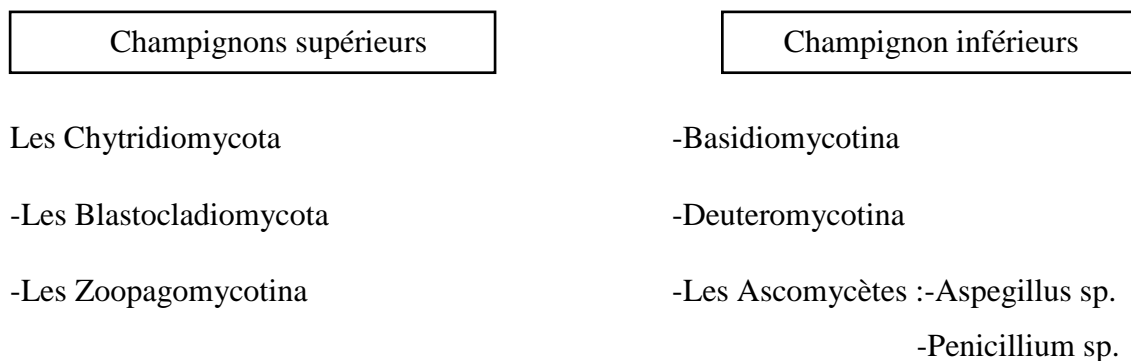 Champignons supérieurs
Champignon inférieurs
Les Chytridiomycota
-Basidiomycotina
-Les Blastocladiomycota
-Deuteromycotina
-Les Zoopagomycotina
-Les Ascomycètes :-Aspegillus sp.
-Penicillium sp.